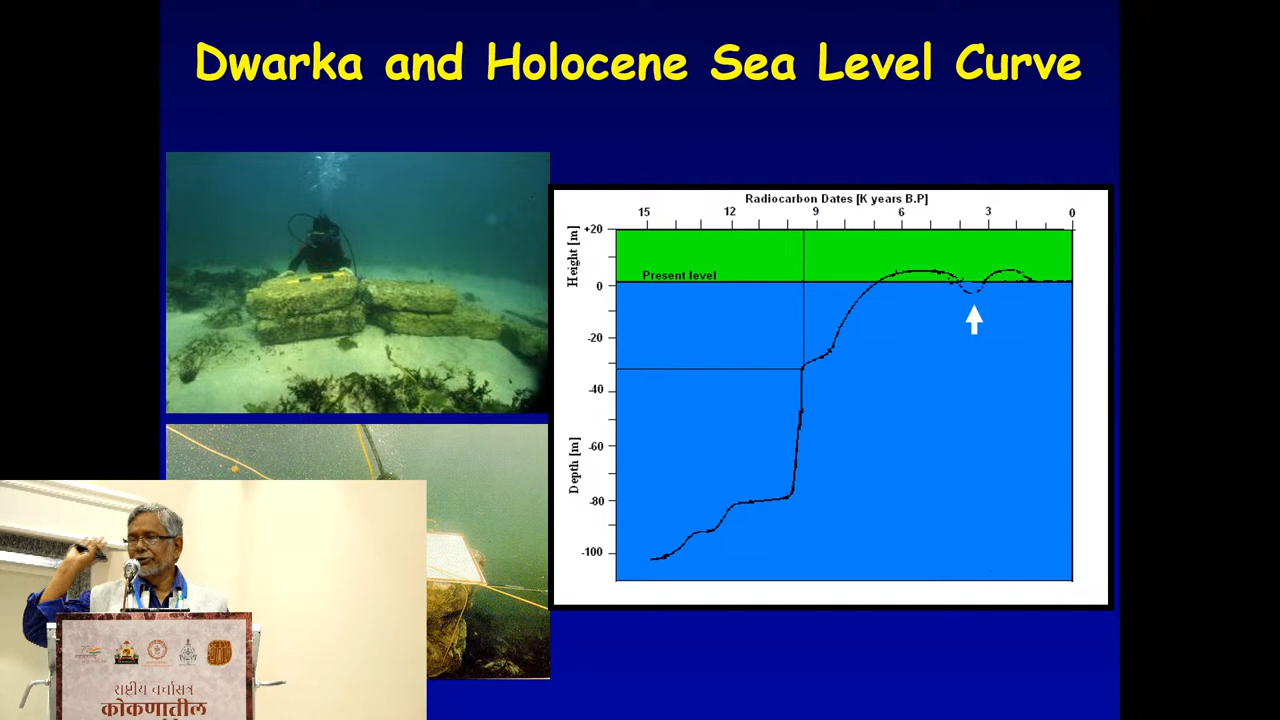 Dwarka and Holocene Sea Level Curve
Radiocarbon Dates [K years B.P]
15 12 9 6 3 0
Height [m]
+20
Present level
0
-20
-40
Depth [m]
-60
-80
-100
राष्ट्रीय चर्चासत्र
कोकणातील